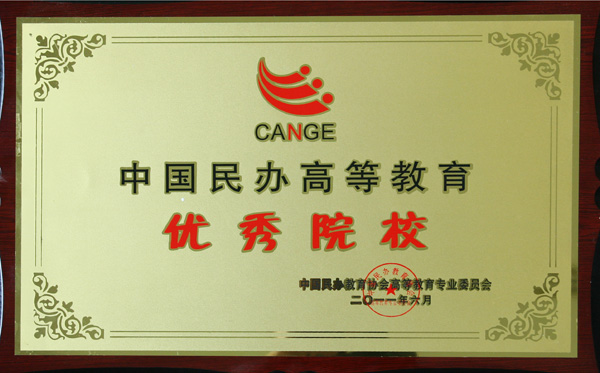 CANGE
中国民办高等教育
优秀院校
中国民办教育协会高等教育专业委员会
二〇一一年六月